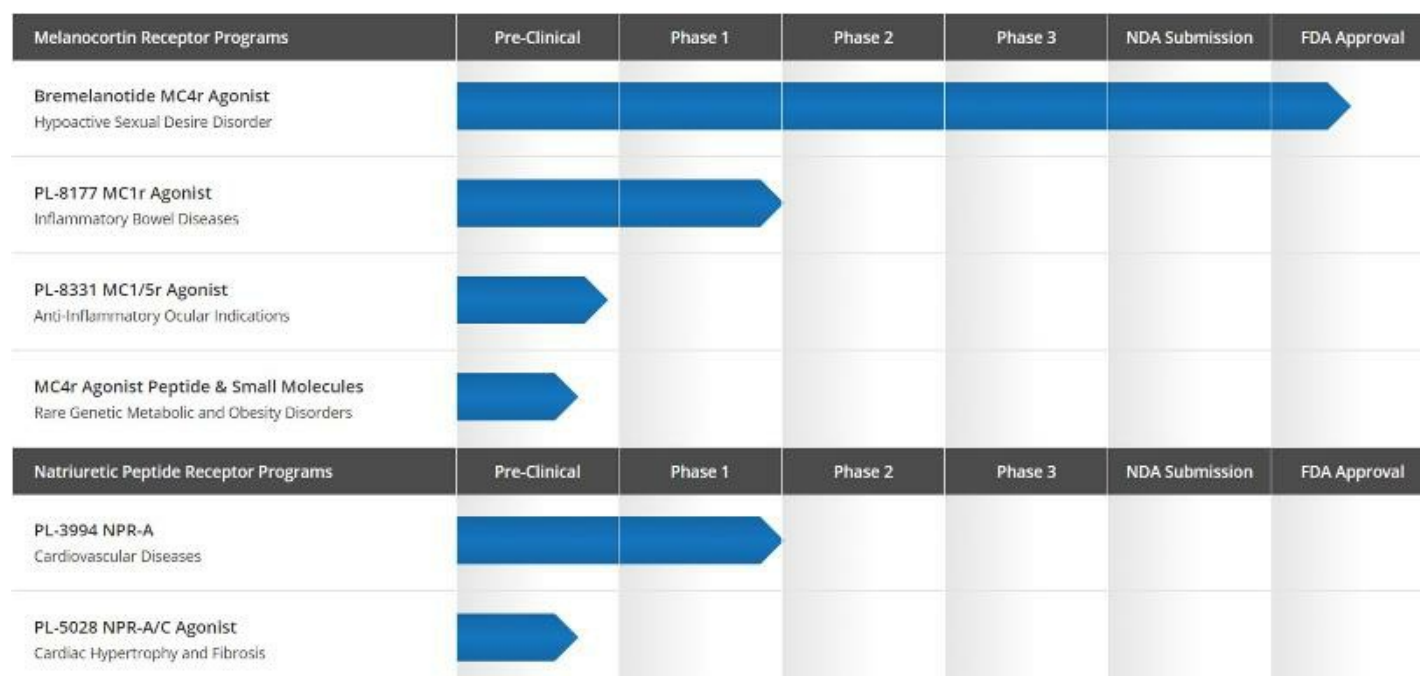 Melanocortin Receptor Programs Pre-Clinical Phase 1 Phase 2 Phase 3 NDA Submission FDA Approval
Bremelanotide MC4r Agonist
Hypoactive Sexual Desire Disorder
PL-8177 MC1r Agonist
Inflammatory Bowel Diseases
PL-8331 MC1/5r Agonist
Anti-Inflammatory Ocular Indications
MC4r Agonist Peptide & Small Molecules
Rare Genetic Metabolic and Obesity Disorders
Natriuretic Peptide Receptor Programs Pre-Clinical Phase 1 Phase 2 Phase 3 NDA Submission FDA Approval
PL-3994 NPR-A
Cardiovascular Diseases
PL-5028 NPR-A/C Agonist
Cardiac Hypertrophy and Fibrosis